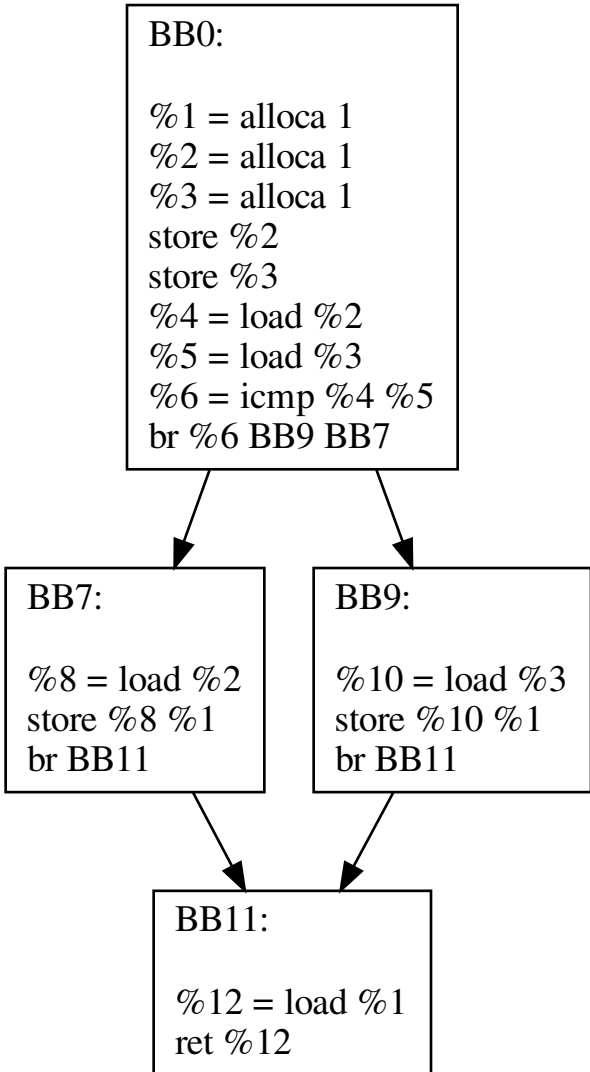 BB0:
%1 = alloca 1
%2 = alloca 1
%3 = alloca 1
store %2
store %3
%4 = load %2
%5 = load %3
%6 = icmp %4 %5
br %6 BB9 BB7
BB7:
%8 = load %2
store %8 %1
br BB11
BB9:
%10 = load %3
store %10 %1
br BB11
BB11:
%12 = load %1
ret %12